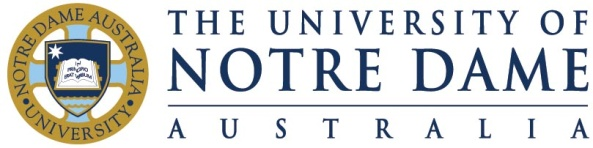 NOTRE DAME AUSTRALIA
• UNIVERSITY •
THE UNIVERSITY OF
NOTRE DAME
AUSTRALIA